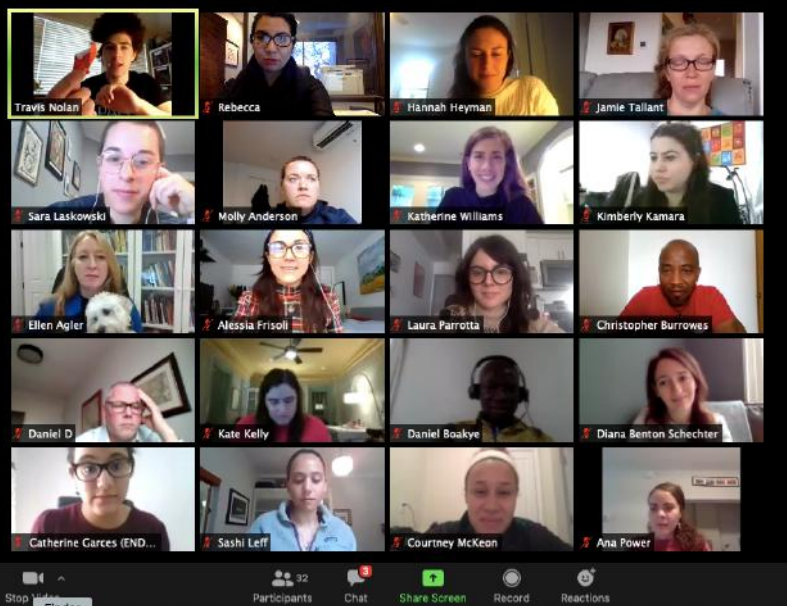 Travis Nolan
Rebecca
Hannah Heyman
Jamie Tallant
Sara Laskowski
Molly Anderson
Katherine Williams
Kimberly Kamara
Ellen Agler
Alessia Frisoli
Laura Parrotta
Christopher Burrowes
Daniel D
Kate Kelly
Daniel Boakye
Diana Benton Schechter
Catherine Garces (END...
Sashi Leff
Courtney McKeon
Ana Power
32
3
Stop Video
Participants
Chat
Share Screen
Record
Reactions
Finder